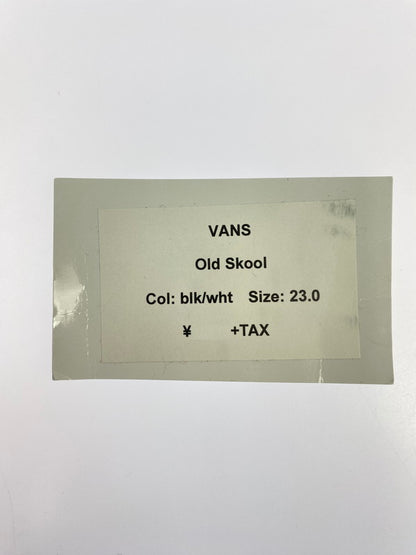 VANS
Old Skool
Col: blk/wht Size: 23.0
¥ +TAX